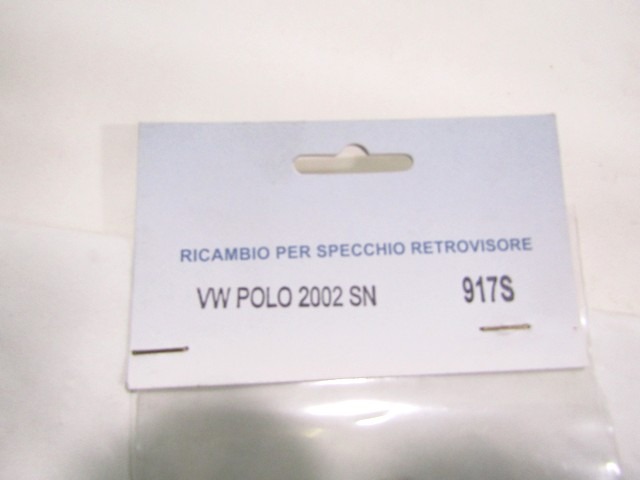 RICAMBIO PER SPECCHIO RETROVISORE
VW POLO 2002 SN 917S